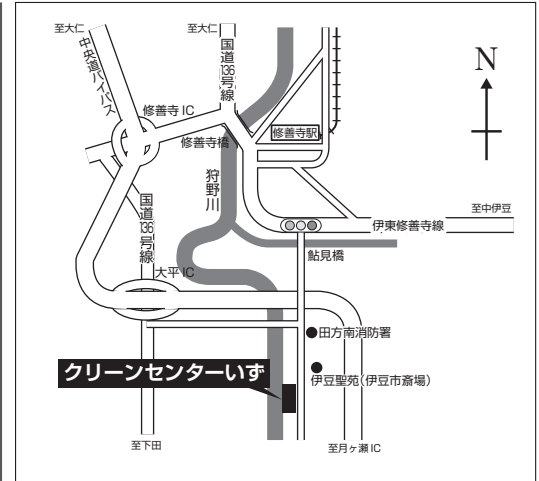 至大仁
至大仁
中央道バイパス
国道136号線
N
修善寺IC
修善寺駅
修善寺橋
狩野川
国道136号線
至中伊豆
伊東修善寺線
鮎見橋
大平IC
田方南消防署
クリーンセンターいず
伊豆聖苑(伊豆市斎場)
至下田
至月ヶ瀬IC